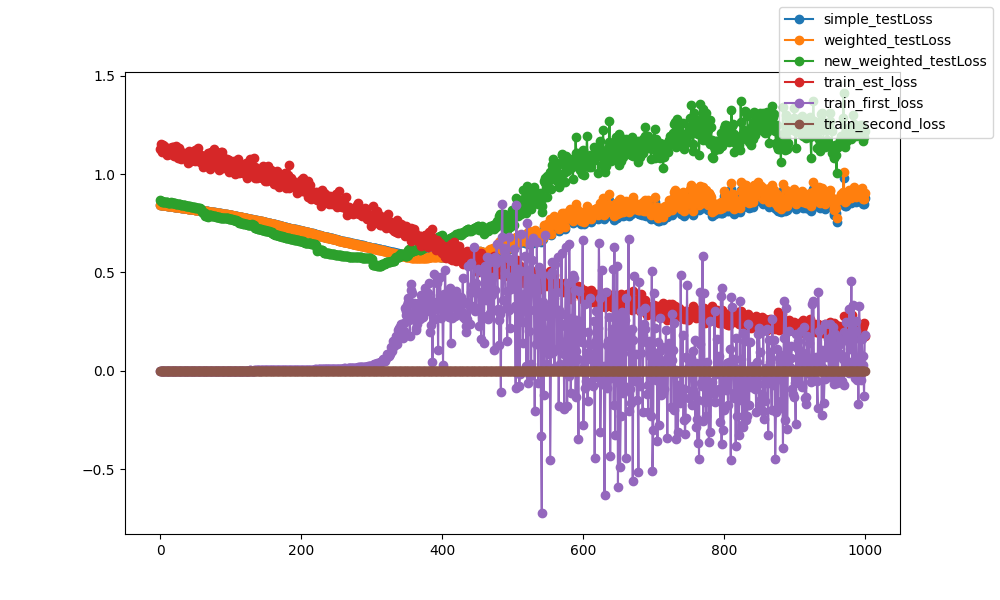 simple_testLoss
weighted_testLoss
new_weighted_testLoss
train_est_loss
train_first_loss
train_second_loss
1.5
1.0
0.5
0.0
−0.5
0 200 400 600 800 1000